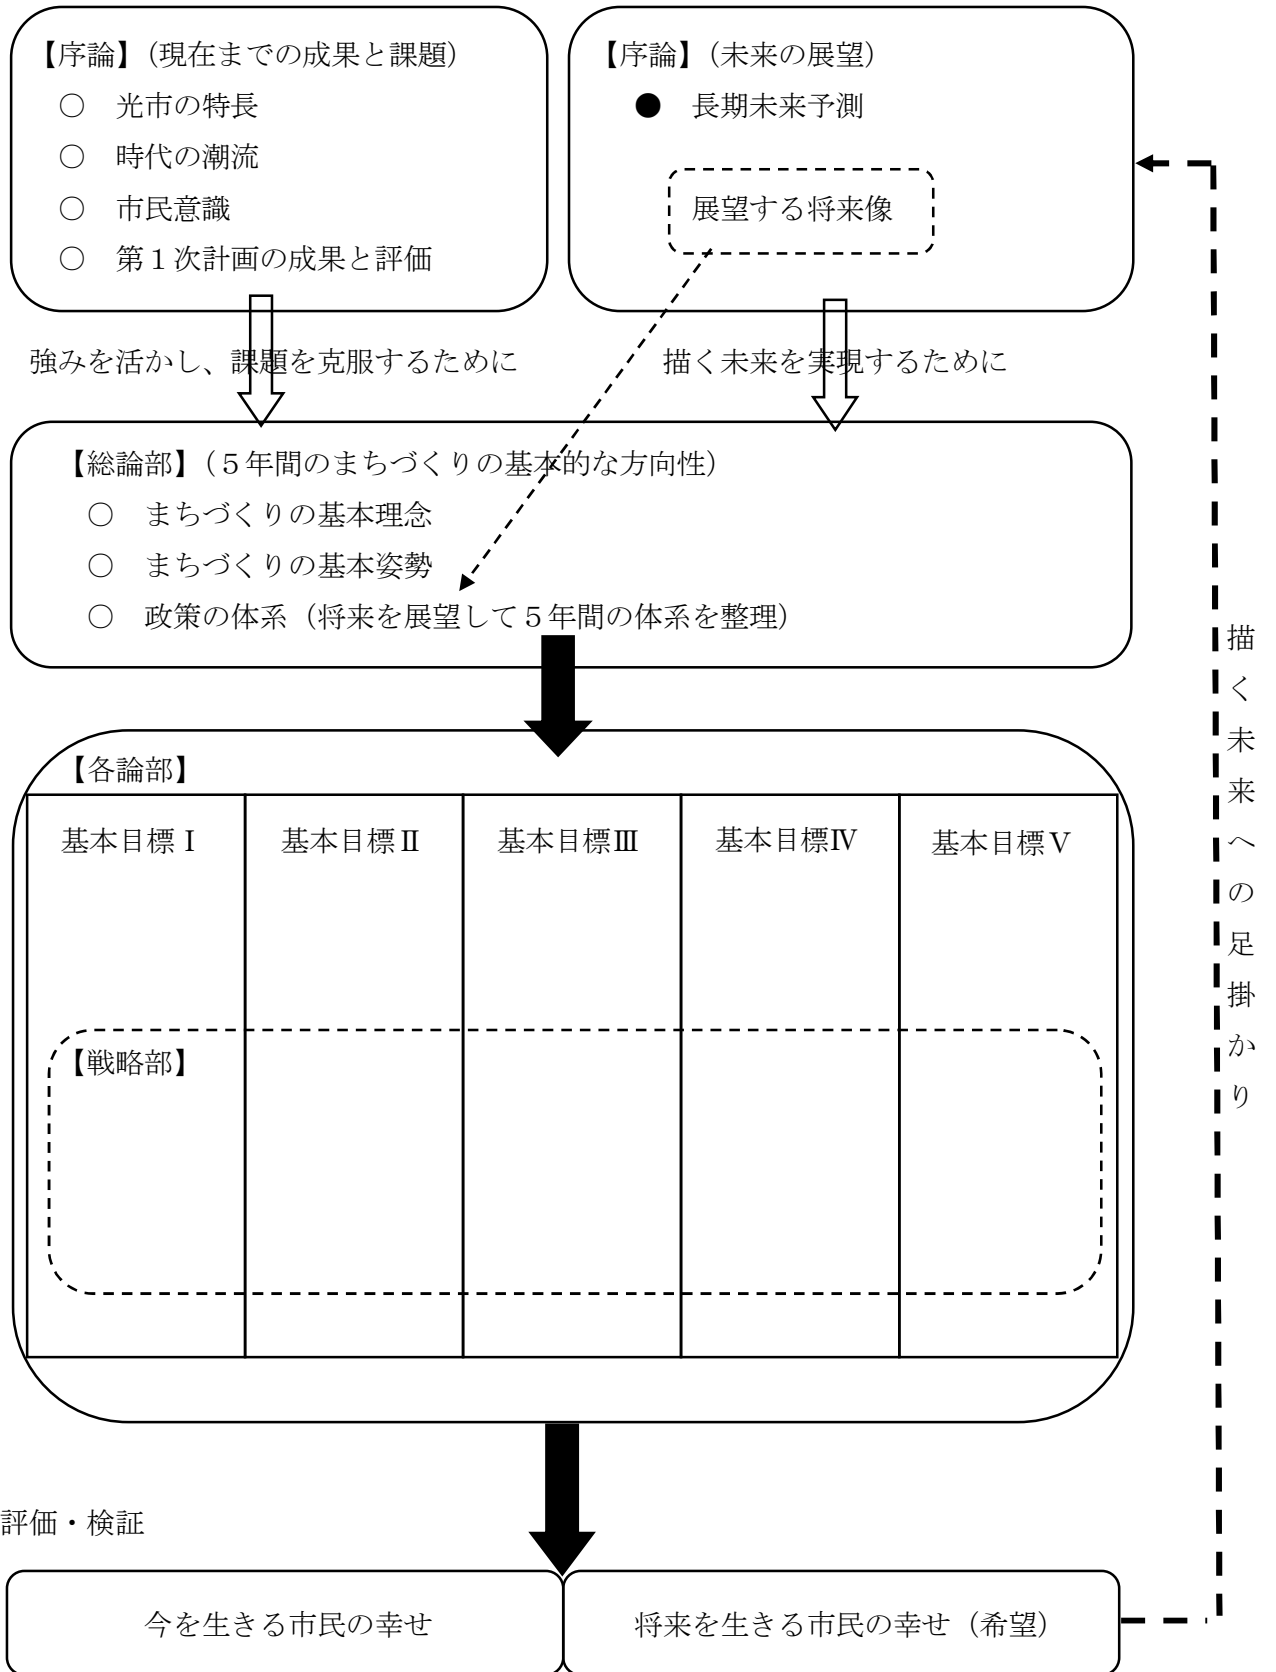 【序論】（現在までの成果と課題）
○　光市の特長
○　時代の潮流
○　市民意識
○　第１次計画の成果と評価
【序論】（未来の展望）
●　長期未来予測
展望する将来像
強みを活かし、課題を克服するために
描く未来を実現するために
【総論部】（５年間のまちづくりの基本的な方向性）
○　まちづくりの基本理念
○　まちづくりの基本姿勢
○　政策の体系（将来を展望して５年間の体系を整理）
【各論部】
基本目標Ⅰ
基本目標Ⅱ
基本目標Ⅲ
基本目標Ⅳ
基本目標Ⅴ
【戦略部】
描く未来への足掛かり
評価・検証
今を生きる市民の幸せ
将来を生きる市民の幸せ（希望）